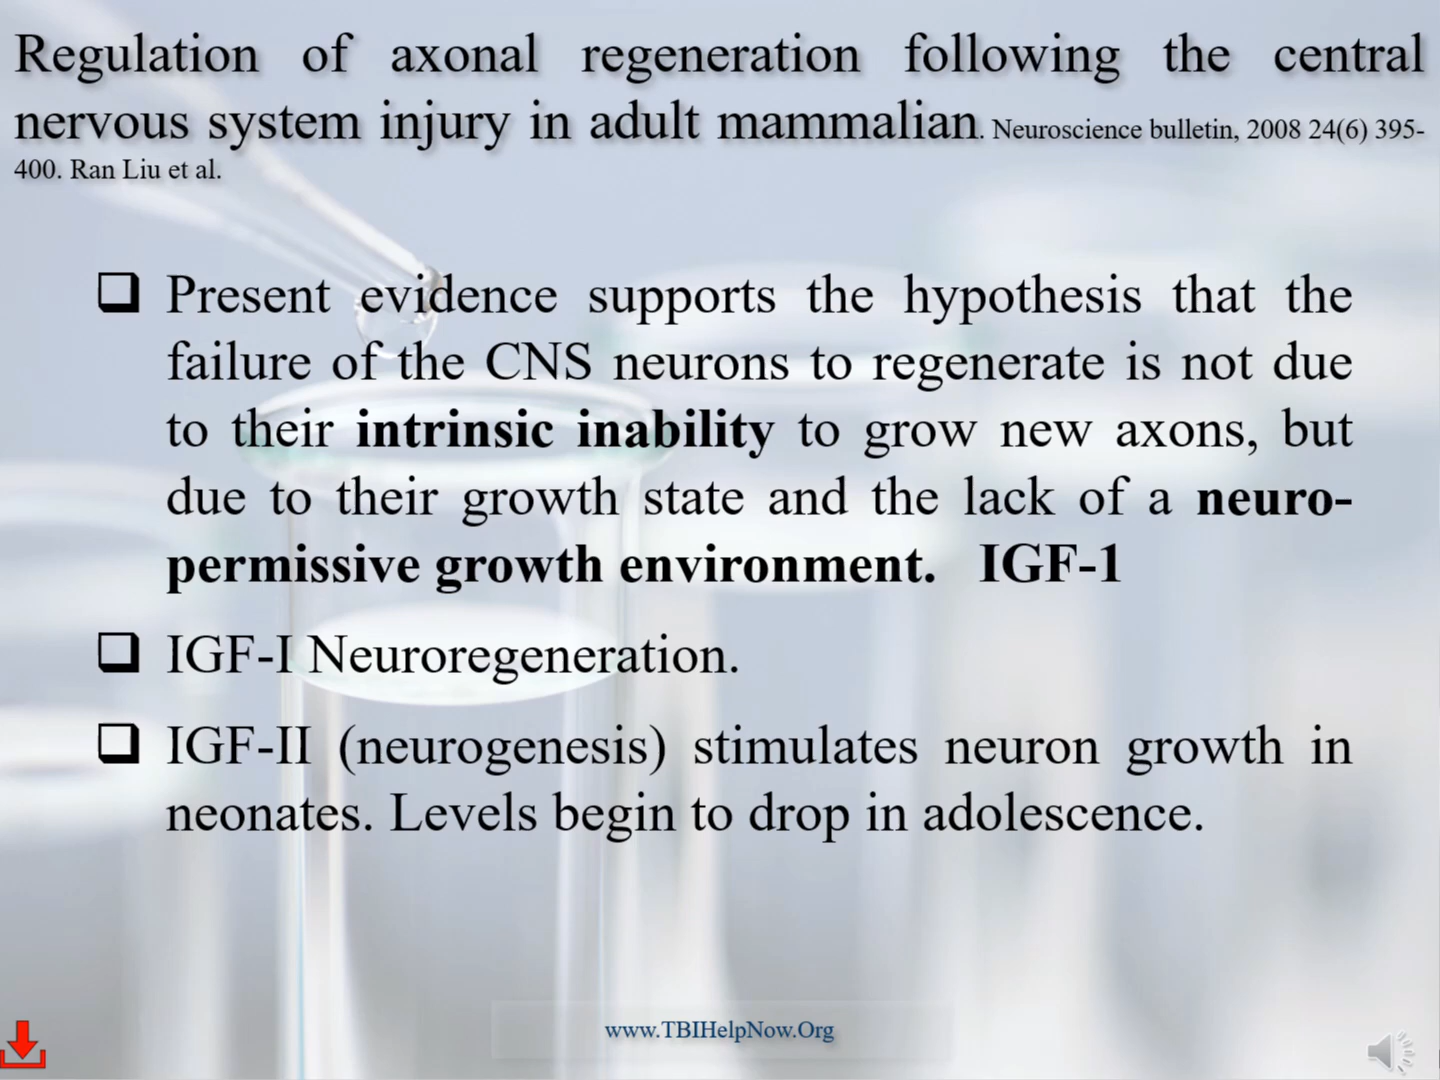 Regulation of axonal regeneration following the central
nervous system injury in adult mammalian. Neuroscience bulletin, 2008 24(6) 395-
400. Ran Liu et al.
Present evidence supports the hypothesis that the
failure of the CNS neurons to regenerate is not due
to their intrinsic inability to grow new axons, but
due to their growth state and the lack of a neuro-
permissive growth environment. IGF-1
IGF-I Neuroregeneration.
IGF-II (neurogenesis) stimulates neuron growth in
neonates. Levels begin to drop in adolescence.
www.TBIHelpNow.Org